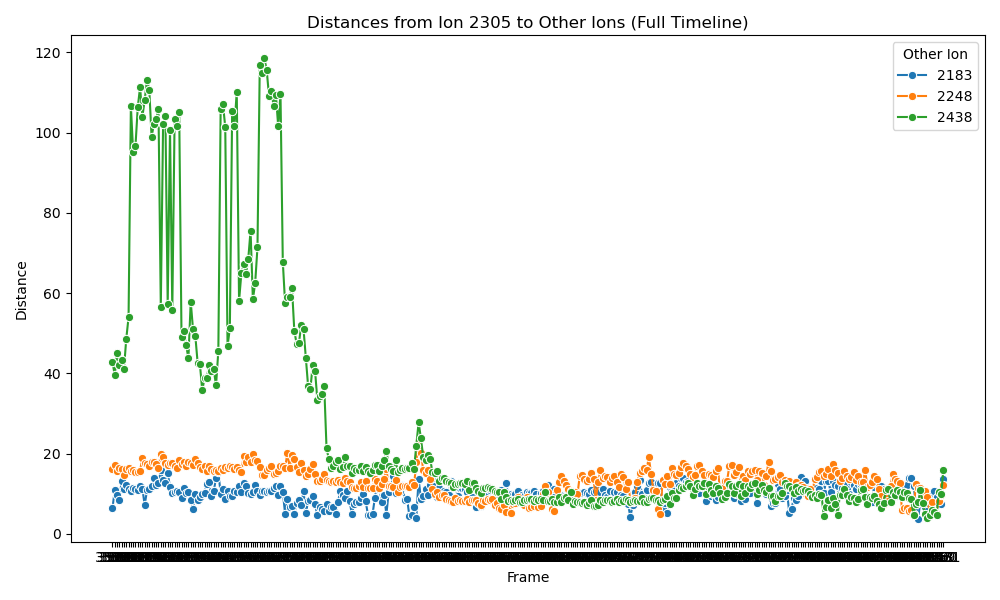 Distances from Ion 2305 to Other Ions (Full Timeline)
Other Ion
2183
2248
2438
120
100
80
60
40
20
0
Distance
Frame